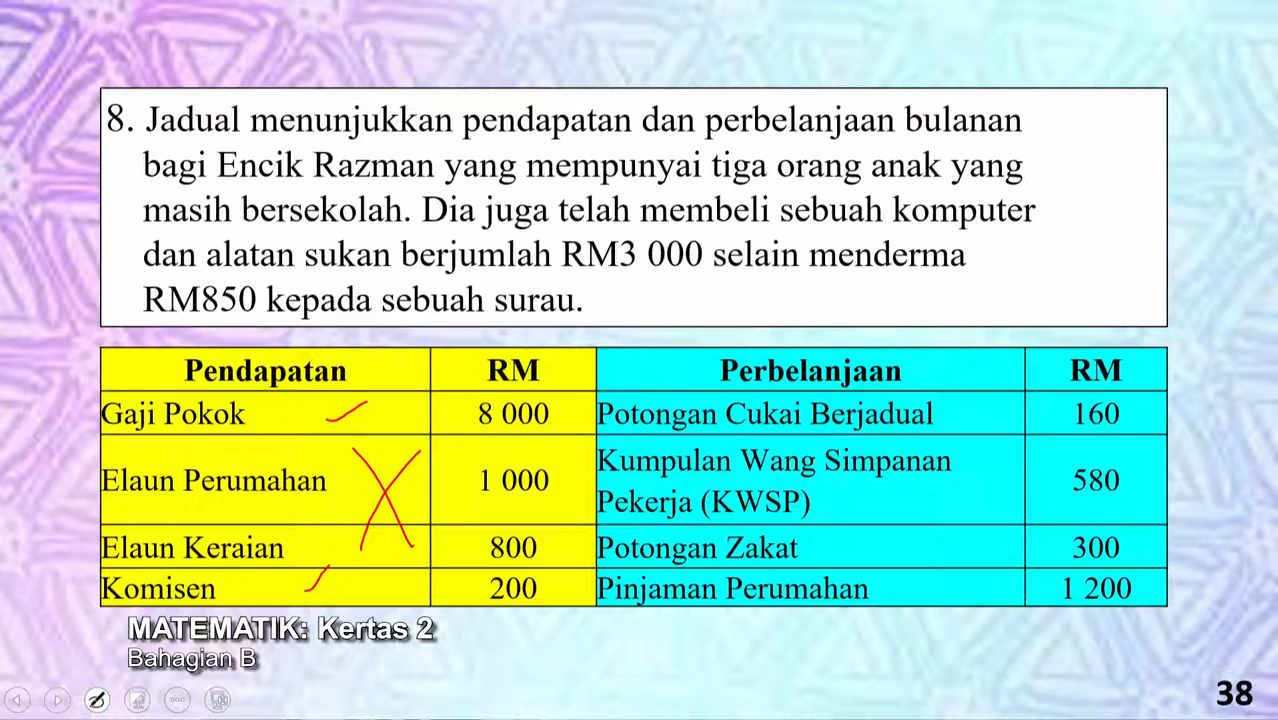 8. Jadual menunjukkan pendapatan dan perbelanjaan bulanan
bagi Encik Razman yang mempunyai tiga orang anak yang
masih bersekolah. Dia juga telah membeli sebuah komputer
dan alatan sukan berjumlah RM3 000 selain menderma
RM850 kepada sebuah surau.
Pendapatan RM Perbelanjaan RM
Gaji Pokok 8 000 Potongan Cukai Berjadual 160
Elaun Perumahan 1 000 Kumpulan Wang Simpanan
Pekerja (KWSP) 580
Elaun Keraian 800 Potongan Zakat 300
Komisen 200 Pinjaman Perumahan 1 200
MATEMATIK: Kertas 2
Bahagian B
38